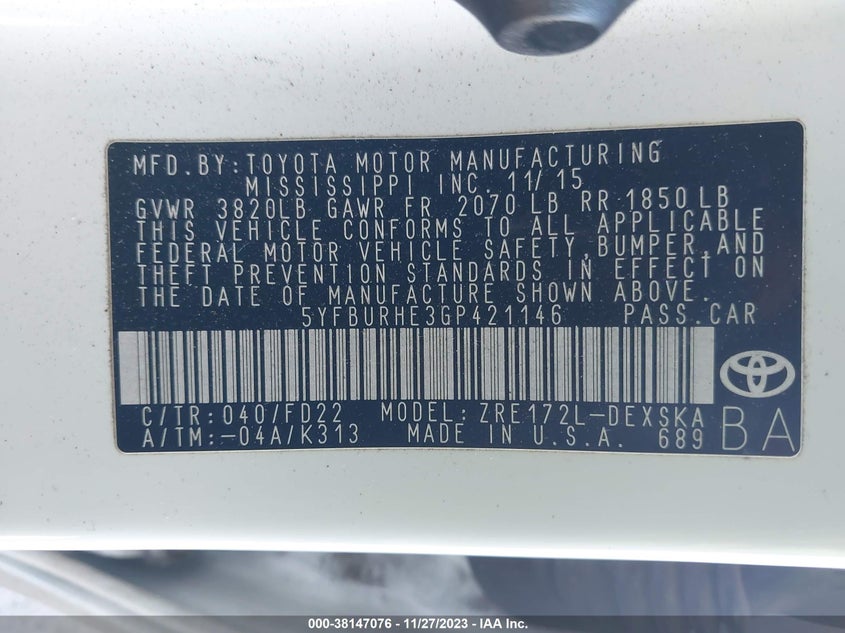 MFD.BY:TOYOTA MOTOR MANUFACTURING
MISSISSIPPI INC. 11/15
GVWR 3820LB GAWR FR 2070 LB RR 1850 LB
THIS VEHICLE CONFORMS TO ALL APPLICABLE
FEDERAL MOTOR VEHICLE SAFETY,BUMPER,AND
THEFT PREVENTION STANDARDS IN EFFECT ON
THE DATE OF MANUFACTURE SHOWN ABOVE.
5YFBURHE3GP421146 PASS.CAR
C/TR:040/FD22 MODEL:ZRE172L-DEXSKA
A/TM:-04A/K313 MADE IN U.S.A. 689 BA
000-38147076 - 11/27/2023 - © IAA Inc.